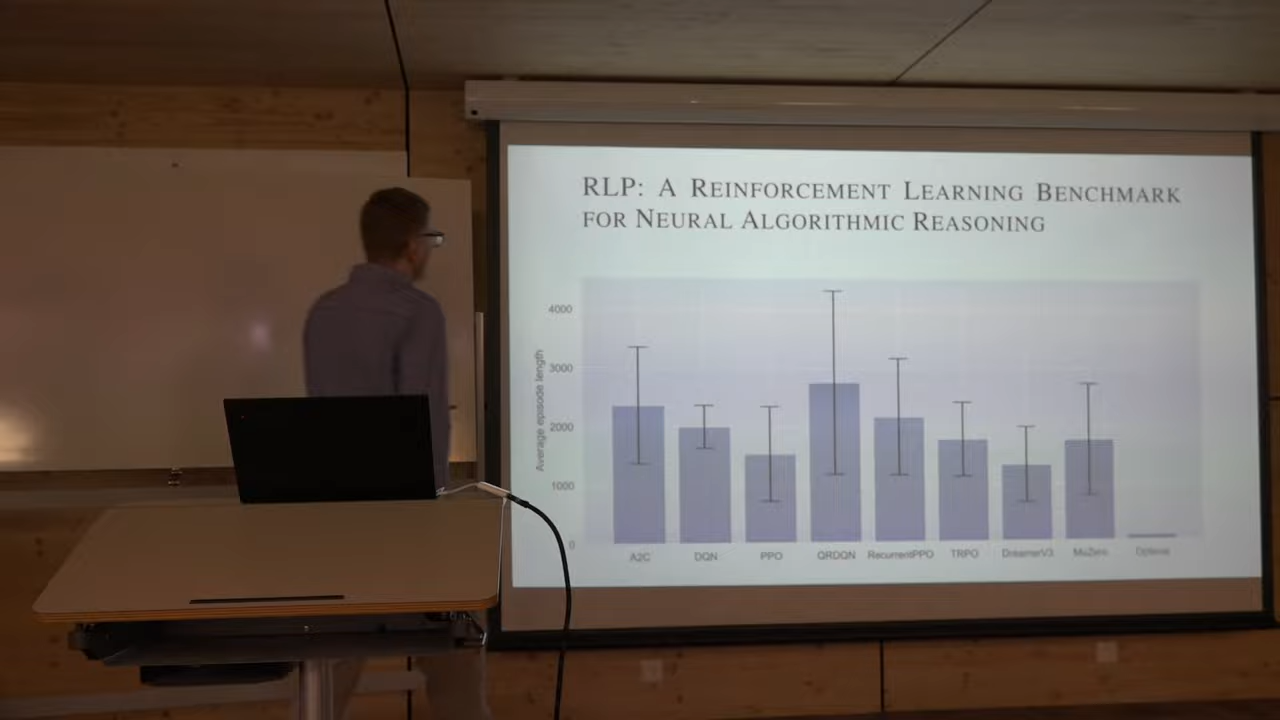 RLP: A REINFORCEMENT LEARNING BENCHMARK
FOR NEURAL ALGORITHMIC REASONING
Average episode length
4000
3000
2000
1000
0
A2C DQN PPO QRDQN RecurrentPPO TRPO DreamerV3 MuZero Optimal